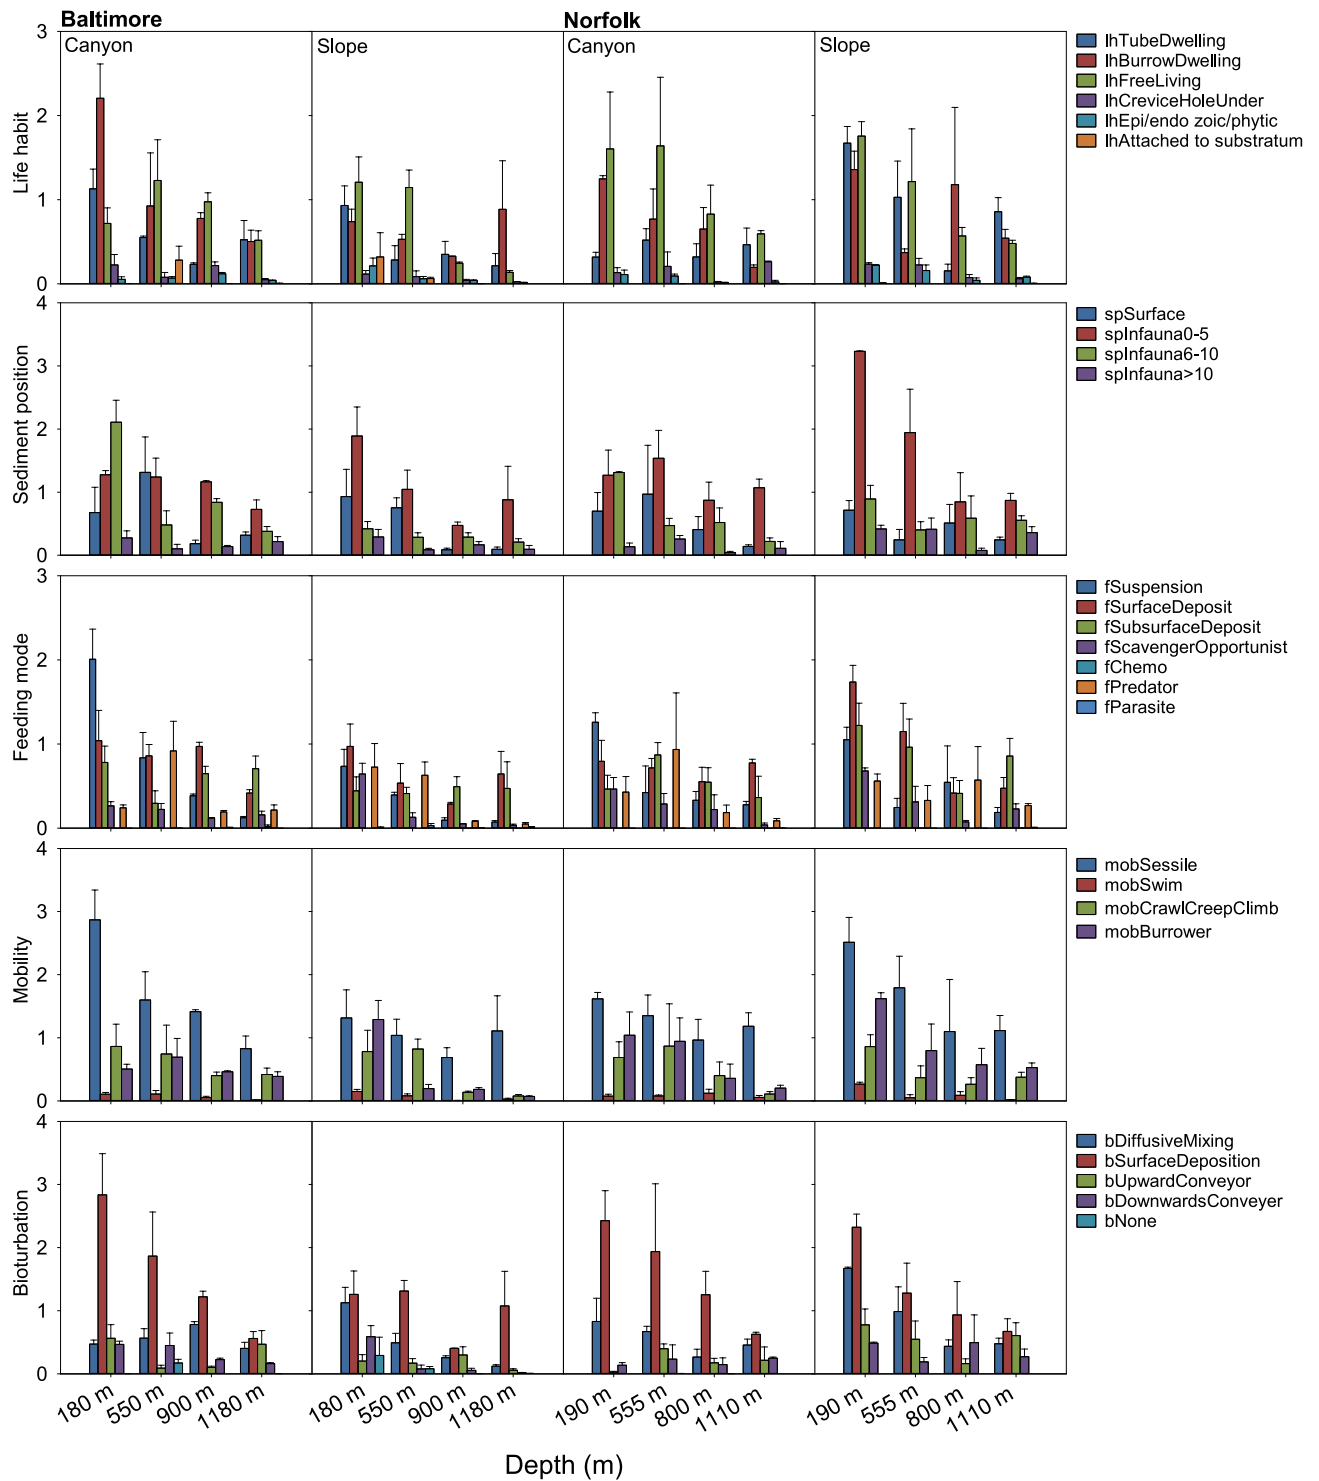 Baltimore
Norfolk
Canyon
Slope
Canyon
Slope
Life habit
3
2
1
0
lhTubeDwelling
lhBurrowDwelling
lhFreeLiving
lhCreviceHoleUnder
lhEpi/endo zoic/phytic
lhAttached to substratum
Sediment position
4
3
2
1
0
spSurface
spInfauna0-5
spInfauna6-10
spInfauna>10
Feeding mode
3
2
1
0
fSuspension
fSurfaceDeposit
fSubsurfaceDeposit
fScavengerOpportunist
fChemo
fPredator
fParasite
Mobility
4
3
2
1
0
mobSessile
mobSwim
mobCrawlCreepClimb
mobBurrower
Bioturbation
4
3
2
1
0
bDiffusiveMixing
bSurfaceDeposition
bUpwardConveyor
bDownwardsConveyer
bNone
180 m
550 m
900 m
1180 m
180 m
550 m
900 m
1180 m
190 m
555 m
800 m
1110 m
190 m
555 m
800 m
1110 m
Depth (m)